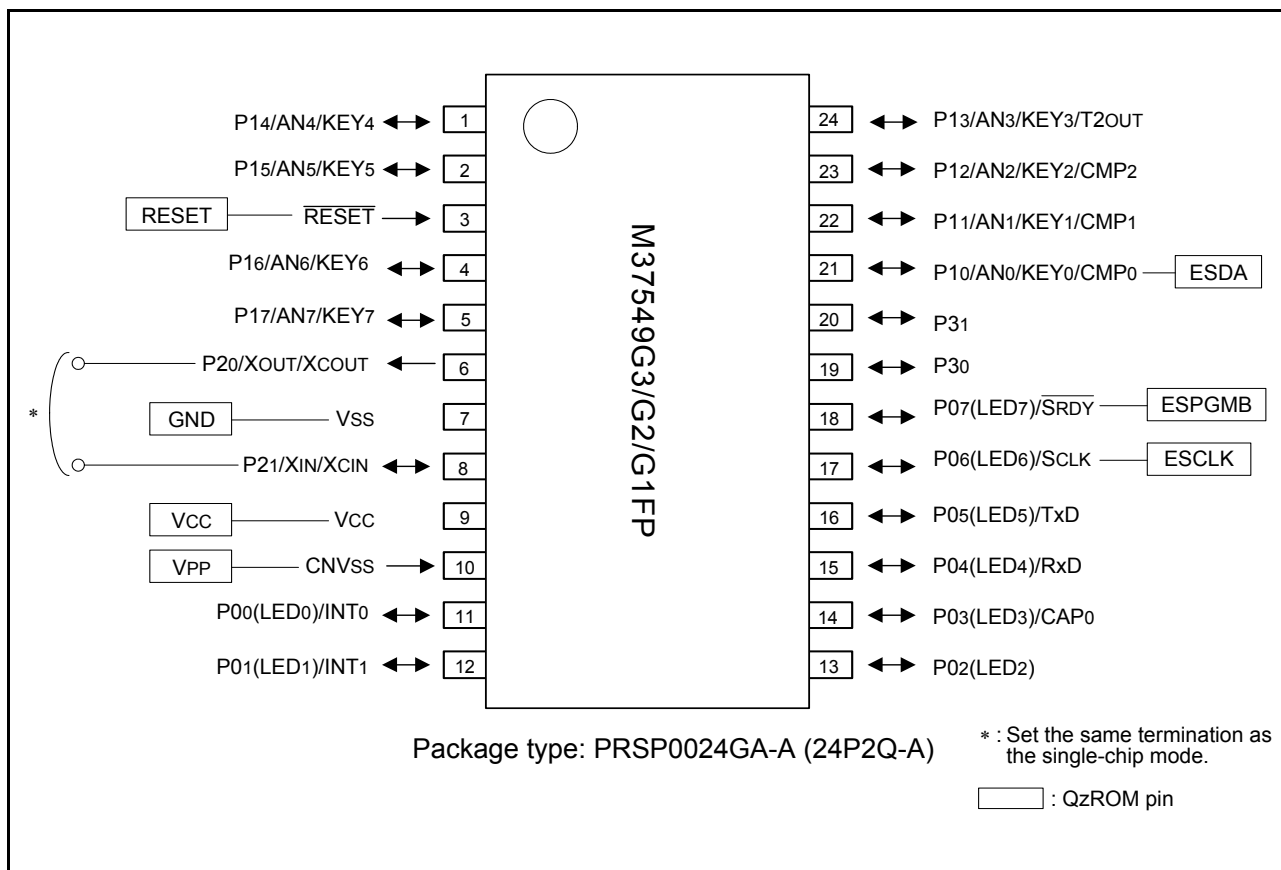 P14/AN4/KEY4 1 24 P13/AN3/KEY3/T2OUT
P15/AN5/KEY5 2 23 P12/AN2/KEY2/CMP2
RESET RESET 3 22 P11/AN1/KEY1/CMP1
P16/AN6/KEY6 4 21 P10/AN0/KEY0/CMP0 ESDA
P17/AN7/KEY7 5 20 P31
P20/XOUT/XCOUT 6 19 P30
* GND VSS 7 18 P07(LED7)/SRDY ESPGMB
P21/XIN/XCIN 8 17 P06(LED6)/SCLK ESCLK
VCC VCC 9 16 P05(LED5)/TxD
VPP CNVSS 10 15 P04(LED4)/RxD
P00(LED0)/INT0 11 14 P03(LED3)/CAP0
P01(LED1)/INT1 12 13 P02(LED2)
M37549G3/G2/G1FP
Package type: PRSP0024GA-A (24P2Q-A)
* : Set the same termination as
the single-chip mode.
: QzROM pin